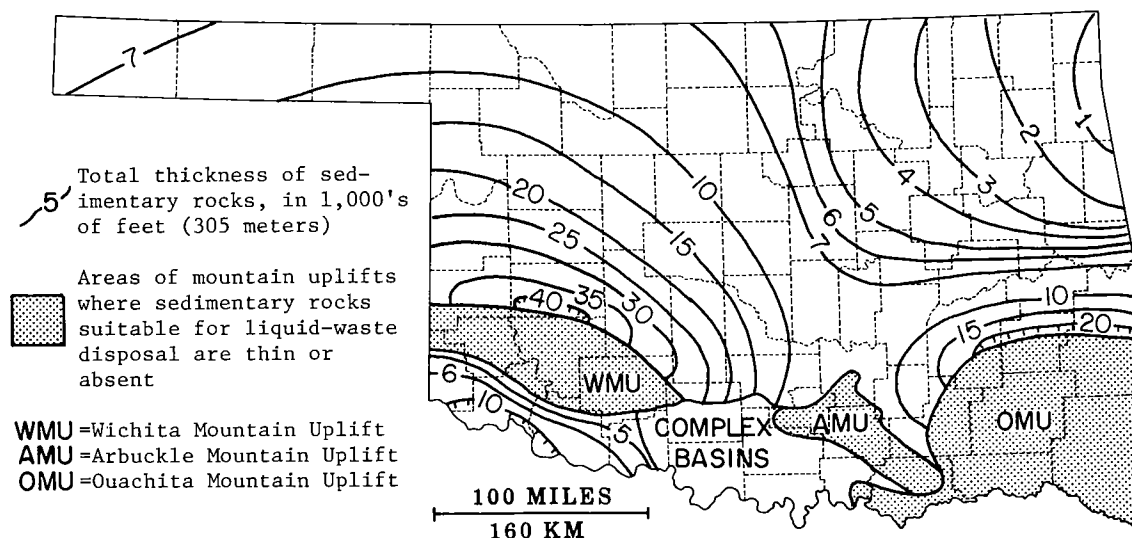 7
5 Total thickness of sed-
imentary rocks, in 1,000's
of feet (305 meters)
Areas of mountain uplifts
where sedimentary rocks
suitable for liquid-waste
disposal are thin or
absent
WMU =Wichita Mountain Uplift
AMU =Arbuckle Mountain Uplift
OMU =Ouachita Mountain Uplift
10
15
20
25
30
35
40
7
6
5
4
3
2
1
10
15
20
6
10
5
WMU
COMPLEX
BASINS
AMU
OMU
100 MILES
160 KM